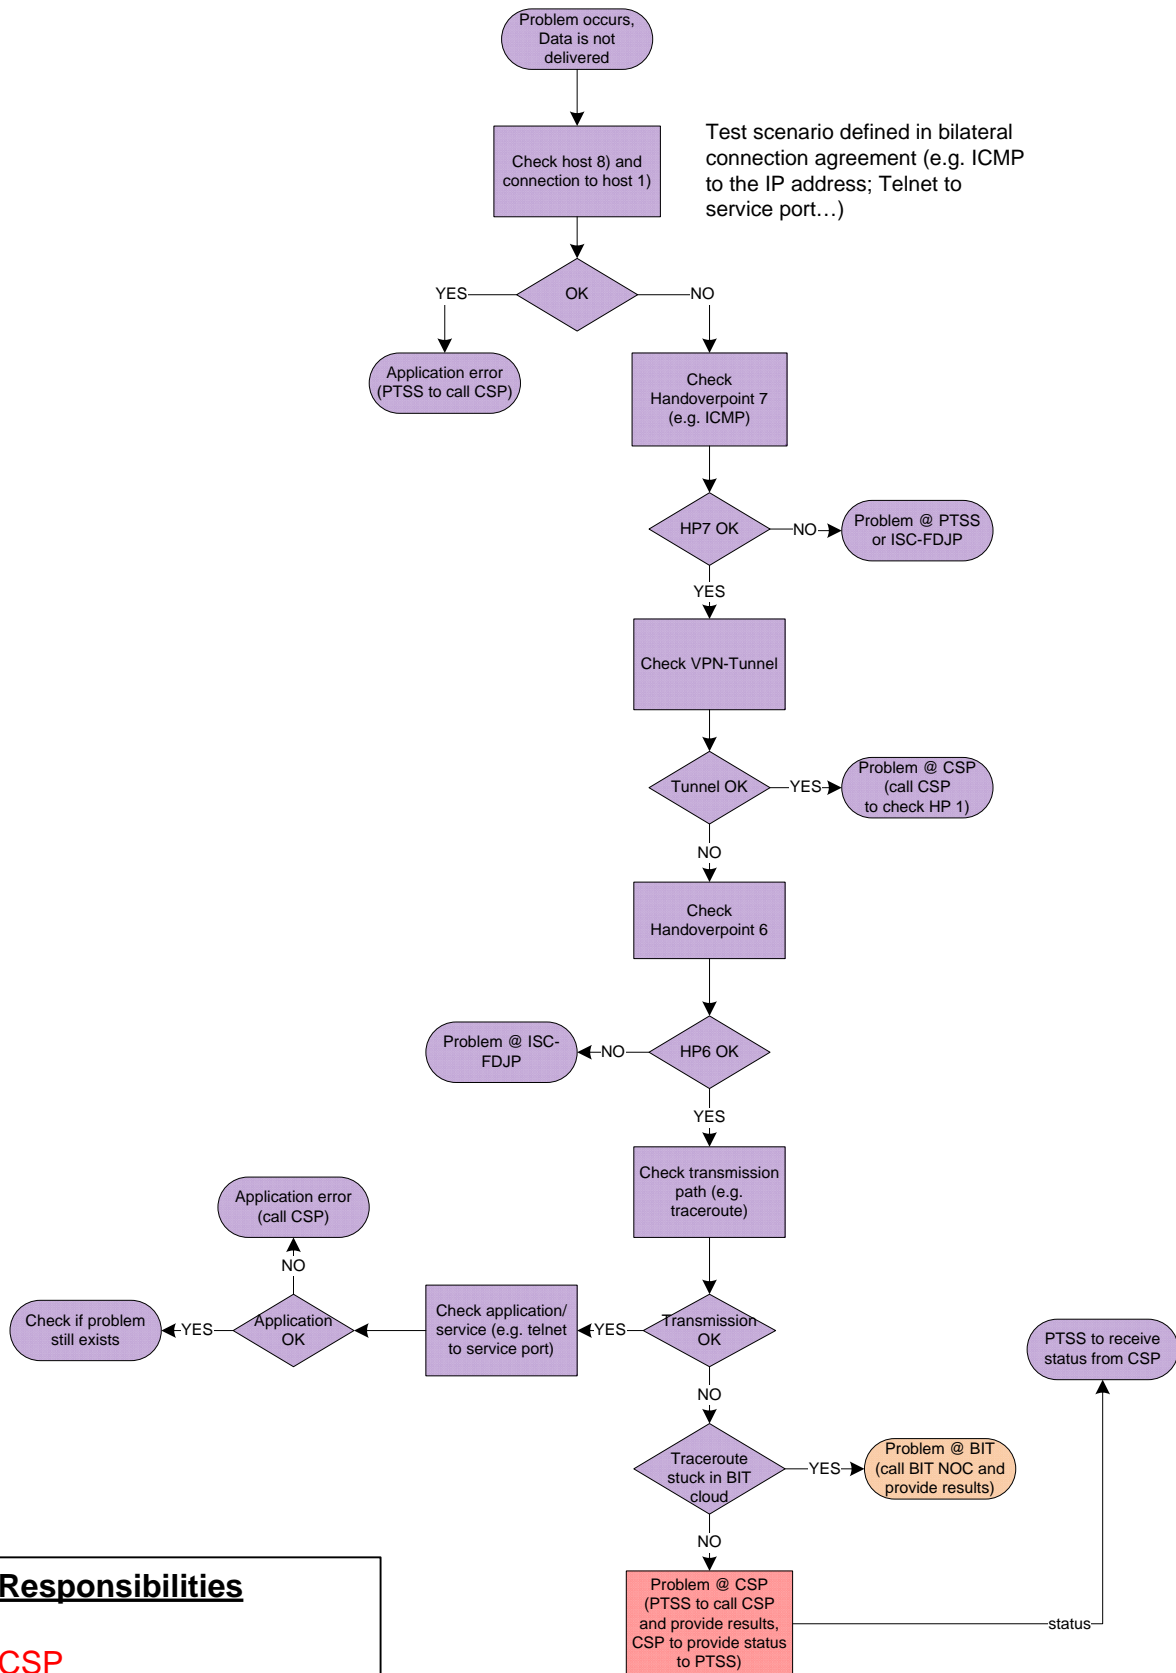 Problem occurs,
Data is not
delivered
Check host 8) and
connection to host 1)
Test scenario defined in bilateral
connection agreement (e.g. ICMP
to the IP address; Telnet to
service port…)
OK
YES
NO
Application error
(PTSS to call CSP)
Check
Handoverpoint 7
(e.g. ICMP)
HP7 OK
NO
Problem @ PTSS
or ISC-FDJP
YES
Check VPN-Tunnel
Tunnel OK
YES
Problem @ CSP
(call CSP
to check HP 1)
NO
Check
Handoverpoint 6
HP6 OK
NO
Problem @ ISC-
FDJP
YES
Check transmission
path (e.g.
traceroute)
Application error
(call CSP)
NO
Check if problem
still exists
YES
Application
OK
Check application/
service (e.g. telnet
to service port)
YES
Transmission
OK
PTSS to receive
status from CSP
NO
Traceroute
stuck in BIT
cloud
YES
Problem @ BIT
(call BIT NOC and
provide results)
NO
Problem @ CSP
(PTSS to call CSP
and provide results,
CSP to provide status
to PTSS)
status
Responsibilities
CSP